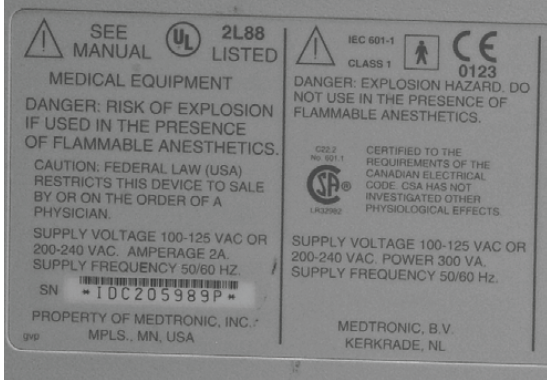 SEE
MANUAL
UL
2L88
LISTED
MEDICAL EQUIPMENT
DANGER: RISK OF EXPLOSION
IF USED IN THE PRESENCE
OF FLAMMABLE ANESTHETICS.
CAUTION: FEDERAL LAW (USA)
RESTRICTS THIS DEVICE TO SALE
BY OR ON THE ORDER OF A
PHYSICIAN.
SUPPLY VOLTAGE 100-125 VAC OR
200-240 VAC. AMPERAGE 2A.
SUPPLY FREQUENCY 50/60 HZ.
SN *IDC205989P*
PROPERTY OF MEDTRONIC, INC.
gvp MPLS., MN, USA
IEC 601-1
CLASS 1
CE
0123
DANGER: EXPLOSION HAZARD. DO
NOT USE IN THE PRESENCE OF
FLAMMABLE ANESTHETICS.
C22.2
No. 601.1
SA ®
LR32982
CERTIFIED TO THE
REQUIREMENTS OF THE
CANADIAN ELECTRICAL
CODE. CSA HAS NOT
INVESTIGATED OTHER
PHYSIOLOGICAL EFFECTS.
SUPPLY VOLTAGE 100-125 VAC OR
200-240 VAC. POWER 300 VA.
SUPPLY FREQUENCY 50/60 HZ.
MEDTRONIC, B.V.
KERKRADE, NL